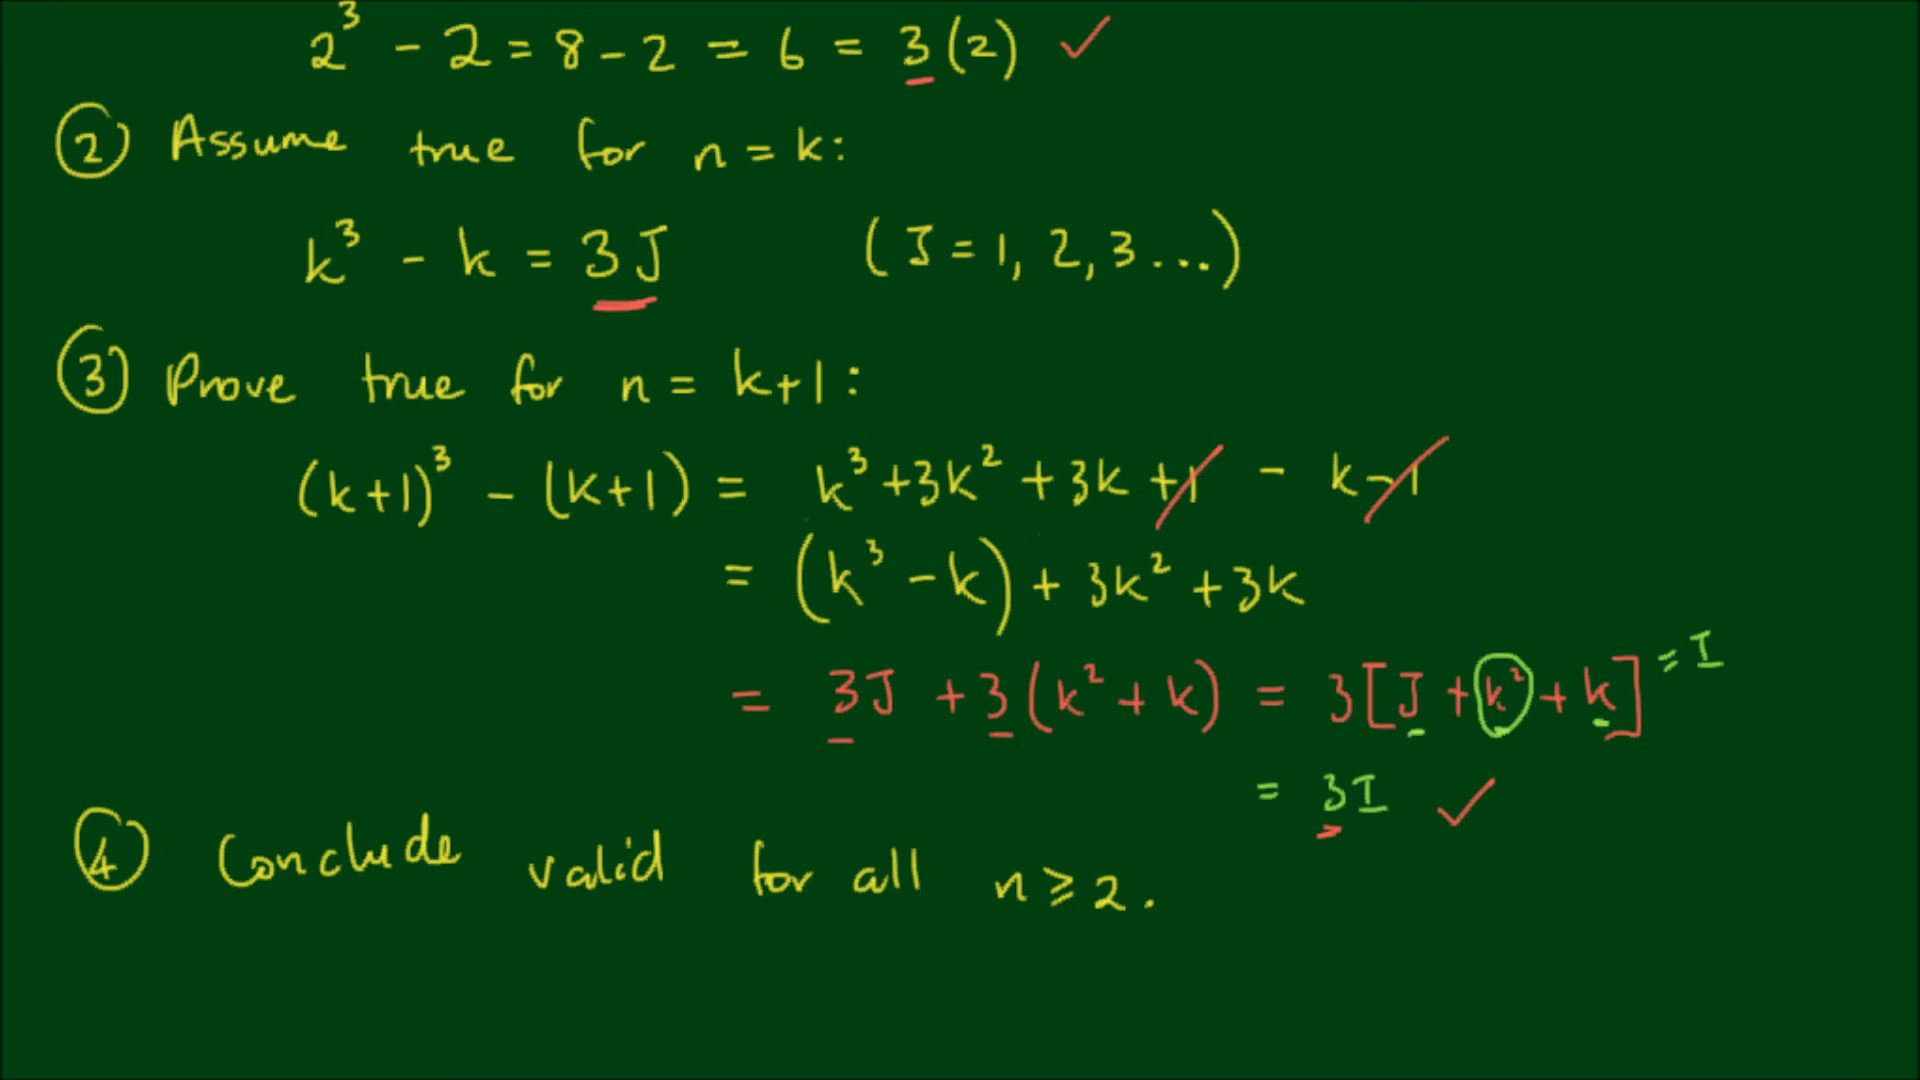 2³ - 2 = 8 - 2 = 6 = 3(2) ✓
② Assume true for n = k:
k³ - k = 3J (J = 1, 2, 3...)
③ Prove true for n = k+1:
(k+1)³ - (k+1) = k³ + 3k² + 3k + 1 - k - 1
= (k³ - k) + 3k² + 3k
= 3J + 3(k² + k) = 3[J + k² + k] = I
= 3I ✓
④ Conclude valid for all n ⩾ 2.